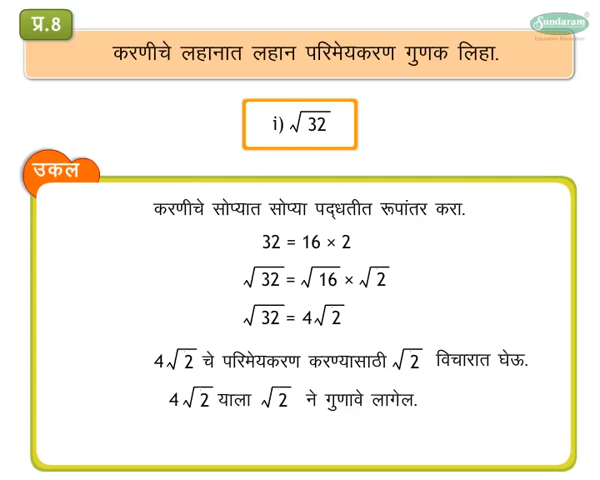 प्र.8
Sundaram
करणीचे लहानात लहान परिमेयकरण गुणक लिहा.
i) √32
उकल
करणीचे सोप्यात सोप्या पद्धतीत रूपांतर करा.
32 = 16 × 2
√32 = √16 × √2
√32 = 4√2
4√2 चे परिमेयकरण करण्यासाठी √2 विचारात घेऊ.
4√2 याला √2 ने गुणावे लागेल.